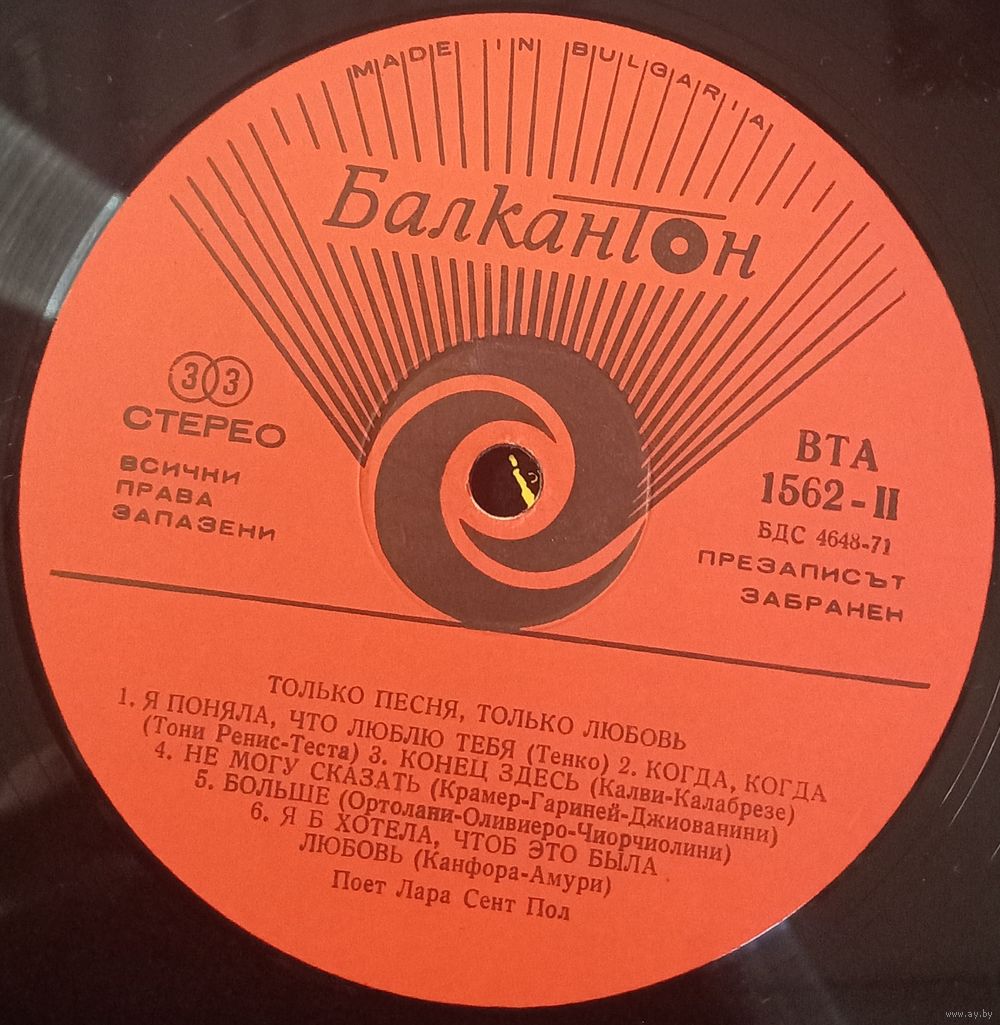 MADE IN BULGARIA
Балкантон
33
СТЕРЕО
ВСИЧНИ
ПРАВА
ЗАПАЗЕНИ
ВТА
1562-II
БДС 4648-71
ПРЕЗАПИСЪТ
ЗАБРАНЕН
ТОЛЬКО ПЕСНЯ, ТОЛЬКО ЛЮБОВЬ
1. Я ПОНЯЛА, ЧТО ЛЮБЛЮ ТЕБЯ (Тенко) 2. КОГДА, КОГДА
(Тони Ренис-Теста) 3. КОНЕЦ ЗДЕСЬ (Калви-Калабрезе)
4. НЕ МОГУ СКАЗАТЬ (Крамер-Гариней-Джиованини)
5. БОЛЬШЕ (Ортолани-Оливиеро-Чиорчиолини)
6. Я Б ХОТЕЛА, ЧТОБ ЭТО БЫЛА
ЛЮБОВЬ (Канфора-Амури)
Поет Лара Сент Пол
www.ay.by